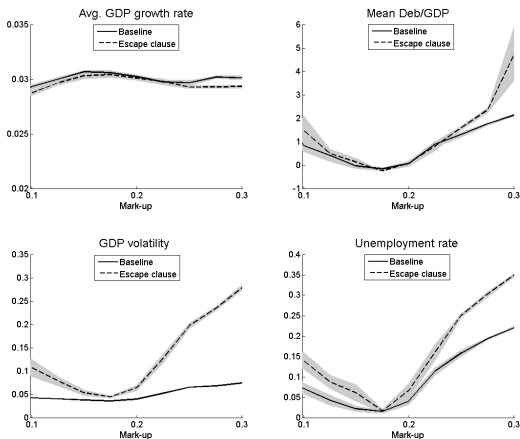 Avg. GDP growth rate
Baseline
Escape clause
0.035
0.03
0.025
0.02
0.1
0.2
0.3
Mark-up
Mean Deb/GDP
Baseline
Escape clause
6
5
4
3
2
1
0
-1
0.1
0.2
0.3
Mark-up
GDP volatility
Baseline
Escape clause
0.35
0.3
0.25
0.2
0.15
0.1
0.05
0
0.1
0.2
0.3
Mark-up
Unemployment rate
Baseline
Escape clause
0.4
0.35
0.3
0.25
0.2
0.15
0.1
0.05
0
0.1
0.2
0.3
Mark-up